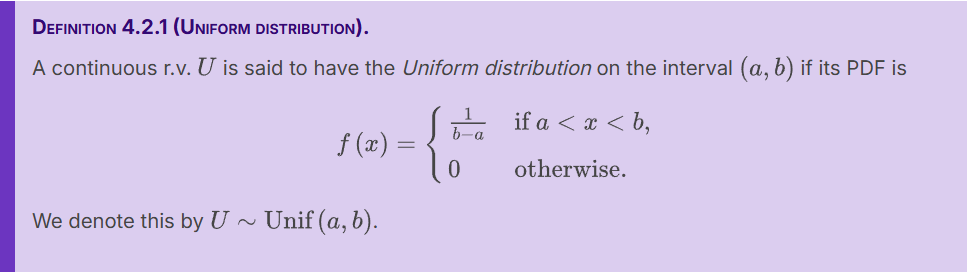 DEFINITION 4.2.1 (UNIFORM DISTRIBUTION).
A continuous r.v. U is said to have the Uniform distribution on the interval (a, b) if its PDF is
f (x) = { 1/(b−a) if a < x < b,
0 otherwise.
We denote this by U ∼ Unif (a, b).